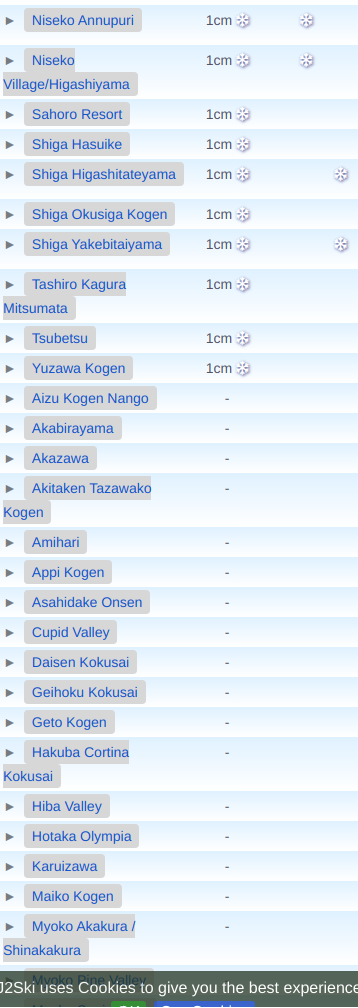 Niseko Annupuri 1cm
Niseko 1cm
Village/Higashiyama
Sahoro Resort 1cm
Shiga Hasuike 1cm
Shiga Higashitateyama 1cm
Shiga Okusiga Kogen 1cm
Shiga Yakebitaiyama 1cm
Tashiro Kagura 1cm
Mitsumata
Tsubetsu 1cm
Yuzawa Kogen 1cm
Aizu Kogen Nango -
Akabirayama -
Akazawa -
Akitaken Tazawako -
Kogen
Amihari -
Appi Kogen -
Asahidake Onsen -
Cupid Valley -
Daisen Kokusai -
Geihoku Kokusai -
Geto Kogen -
Hakuba Cortina -
Kokusai
Hiba Valley -
Hotaka Olympia -
Karuizawa -
Maiko Kogen -
Myoko Akakura / -
Shinakakura
Myoko Pine Valley
J2Ski uses Cookies to give you the best experience